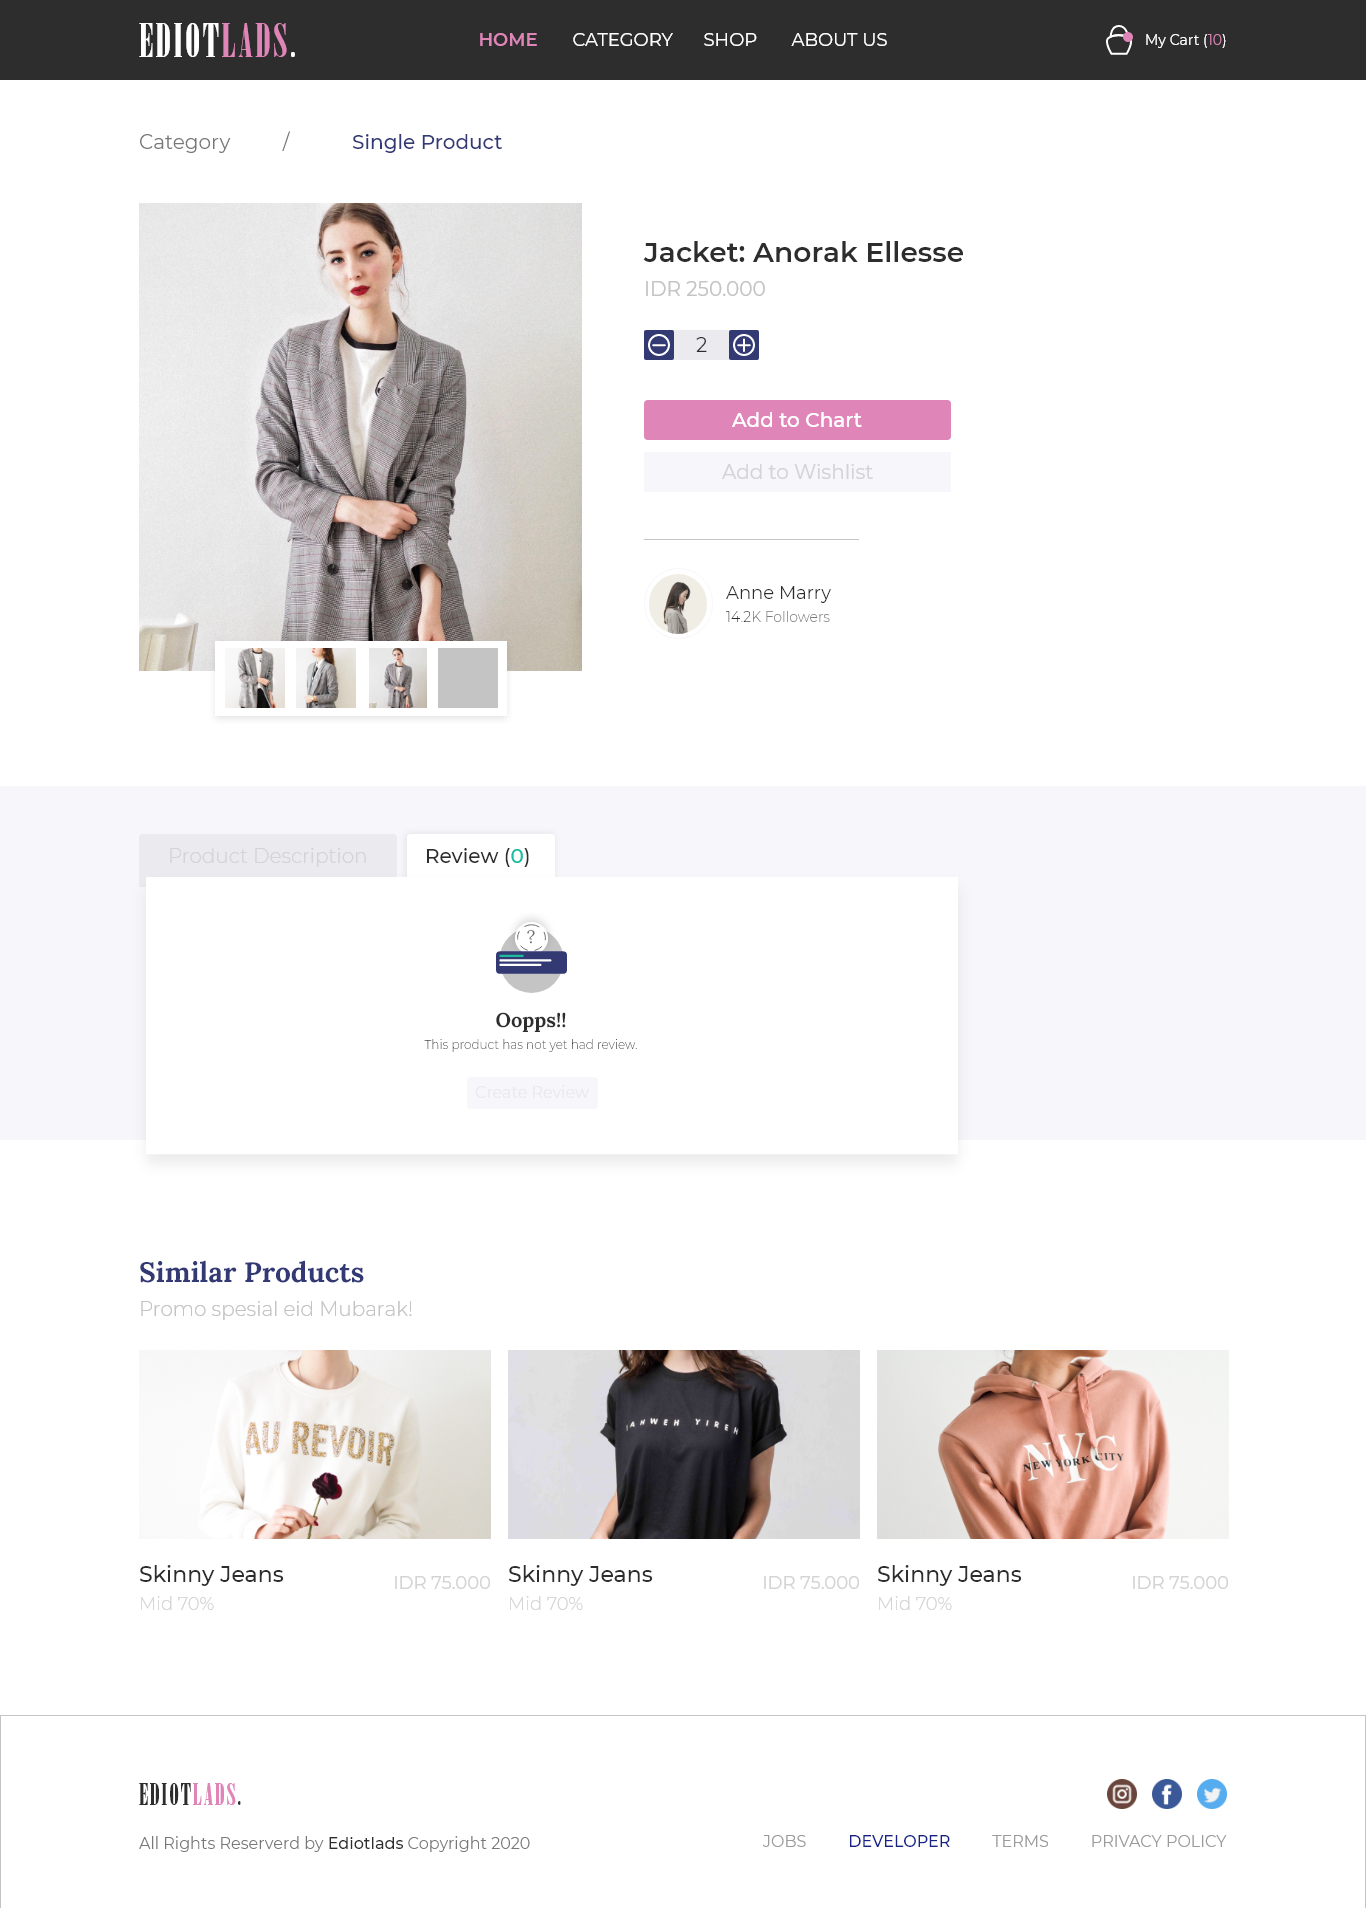 EDIOTLADS.
HOME CATEGORY SHOP ABOUT US
My Cart (10)
Category / Single Product
Jacket: Anorak Ellesse
IDR 250.000
2
Add to Chart
Add to Wishlist
Anne Marry
14.2K Followers
Product Description
Review (0)
?
Oopps!!
This product has not yet had review.
Create Review
Similar Products
Promo spesial eid Mubarak!
AU REVOIR
YAHWEH YIREH
NYC
NEW YORK CITY
Skinny Jeans
IDR 75.000
Mid 70%
Skinny Jeans
IDR 75.000
Mid 70%
Skinny Jeans
IDR 75.000
Mid 70%
EDIOTLADS.
All Rights Reserverd by Ediotlads Copyright 2020
JOBS DEVELOPER TERMS PRIVACY POLICY